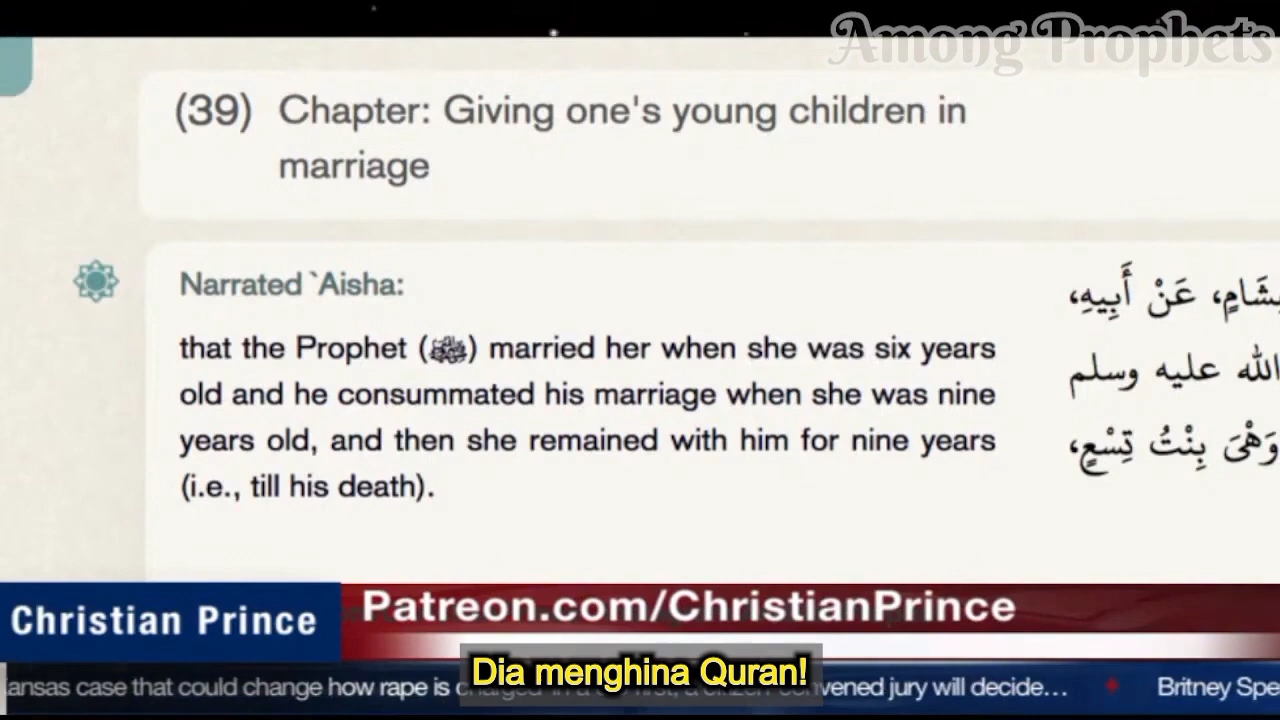 Among Prophets
(39) Chapter: Giving one's young children in
marriage
Narrated `Aisha:
that the Prophet (ﷺ) married her when she was six years
old and he consummated his marriage when she was nine
years old, and then she remained with him for nine years
(i.e., till his death).
عَنْ أَبِيهِ،
الله عليه وسلم
وَهْىَ بِنْتُ تِسْعٍ،
Christian Prince
Patreon.com/ChristianPrince
Dia menghina Quran!
ansas case that could change how rape is jury will decide... Britney Spe